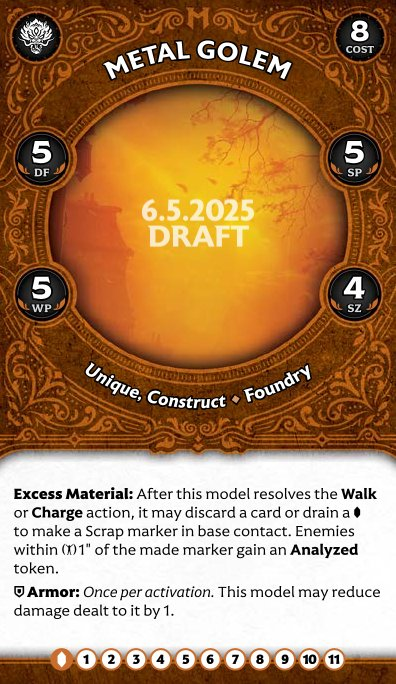 8
COST
METAL GOLEM
5
DF
5
SP
6.5.2025
DRAFT
5
WP
4
SZ
Unique, Construct ◆ Foundry
Excess Material: After this model resolves the Walk
or Charge action, it may discard a card or drain a
to make a Scrap marker in base contact. Enemies
within 1" of the made marker gain an Analyzed
token.
Armor: Once per activation. This model may reduce
damage dealt to it by 1.
1 2 3 4 5 6 7 8 9 10 11